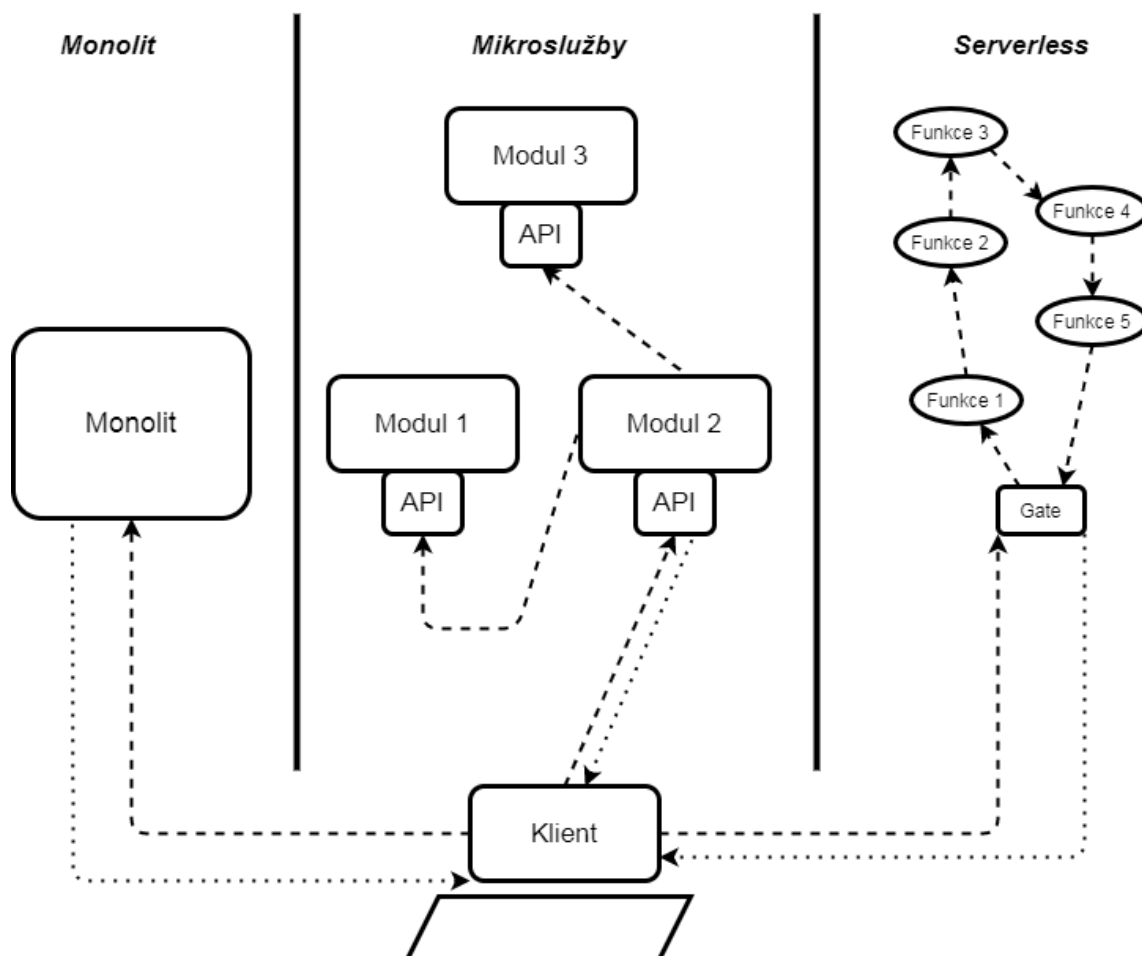 Monolit
Mikroslužby
Serverless
Monolit
Modul 3
API
Modul 1
API
Modul 2
API
Funkce 3
Funkce 4
Funkce 2
Funkce 5
Funkce 1
Gate
Klient